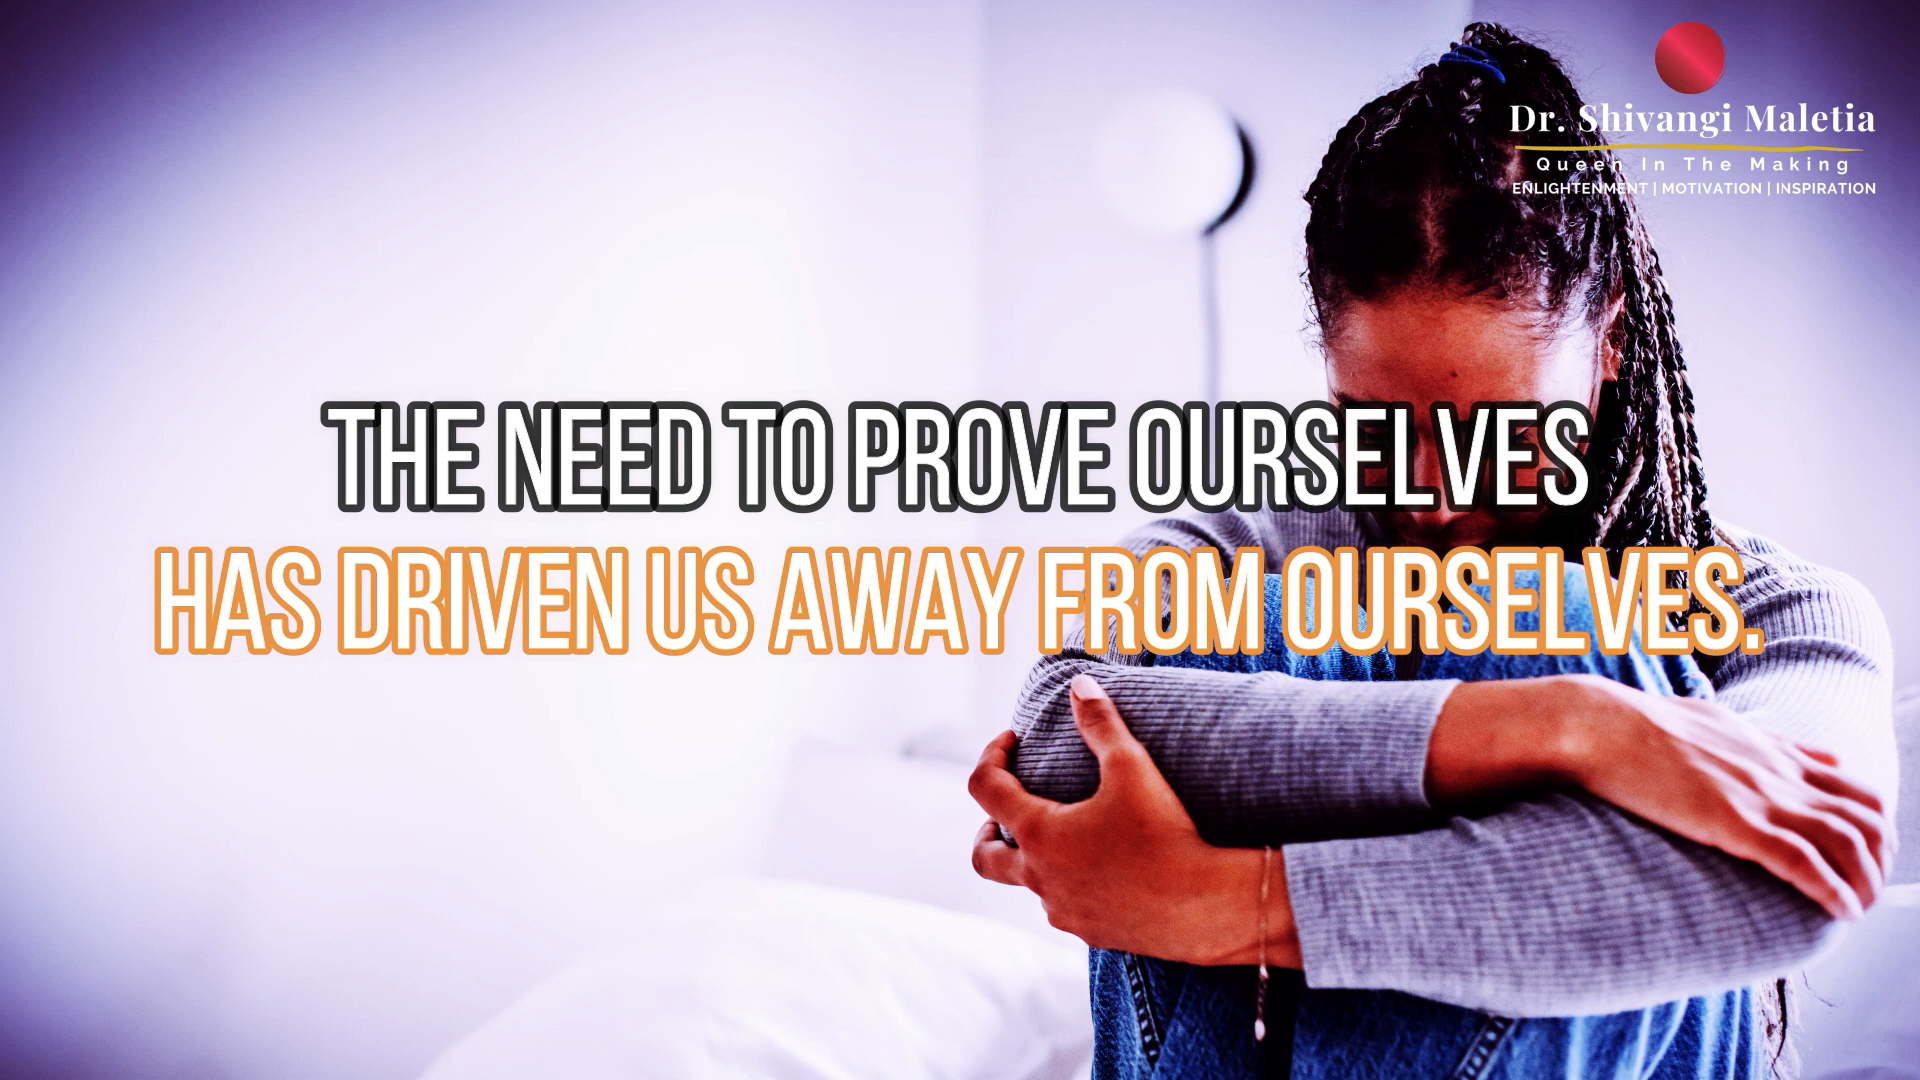 Dr. Shivangi Maletia
Queen In The Making
ENLIGHTENMENT | MOTIVATION | INSPIRATION
THE NEED TO PROVE OURSELVES
HAS DRIVEN US AWAY FROM OURSELVES.